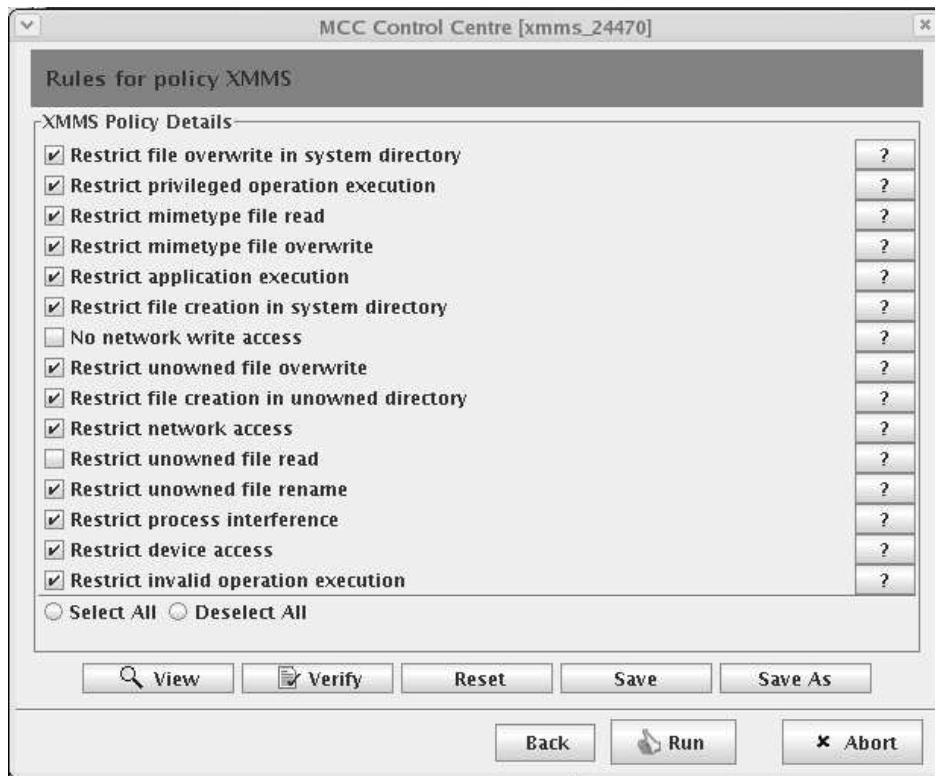 MCC Control Centre [xmms_24470]
Rules for policy XMMS
XMMS Policy Details
Restrict file overwrite in system directory ?
Restrict privileged operation execution ?
Restrict mimetype file read ?
Restrict mimetype file overwrite ?
Restrict application execution ?
Restrict file creation in system directory ?
No network write access ?
Restrict unowned file overwrite ?
Restrict file creation in unowned directory ?
Restrict network access ?
Restrict unowned file read ?
Restrict unowned file rename ?
Restrict process interference ?
Restrict device access ?
Restrict invalid operation execution ?
Select All Deselect All
View Verify Reset Save Save As
Back Run Abort